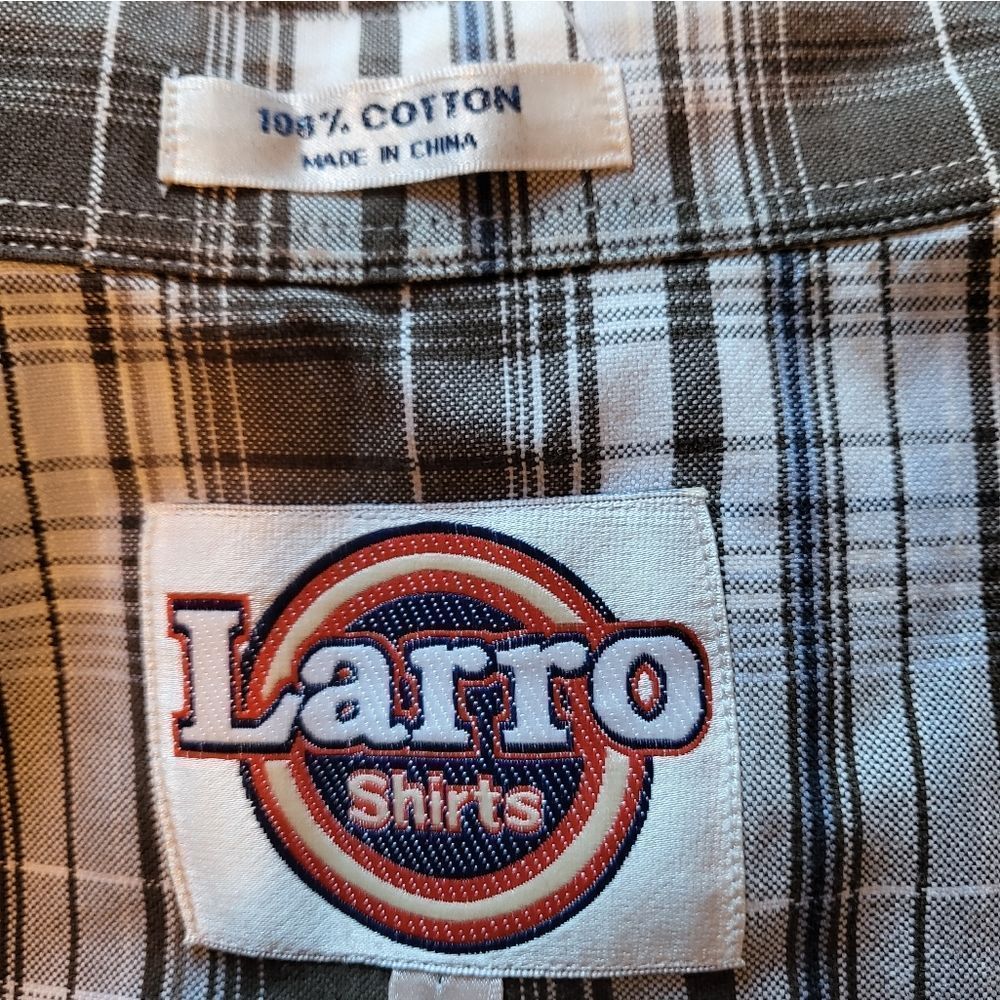 100% COTTON
MADE IN CHINA
Larro
Shirts